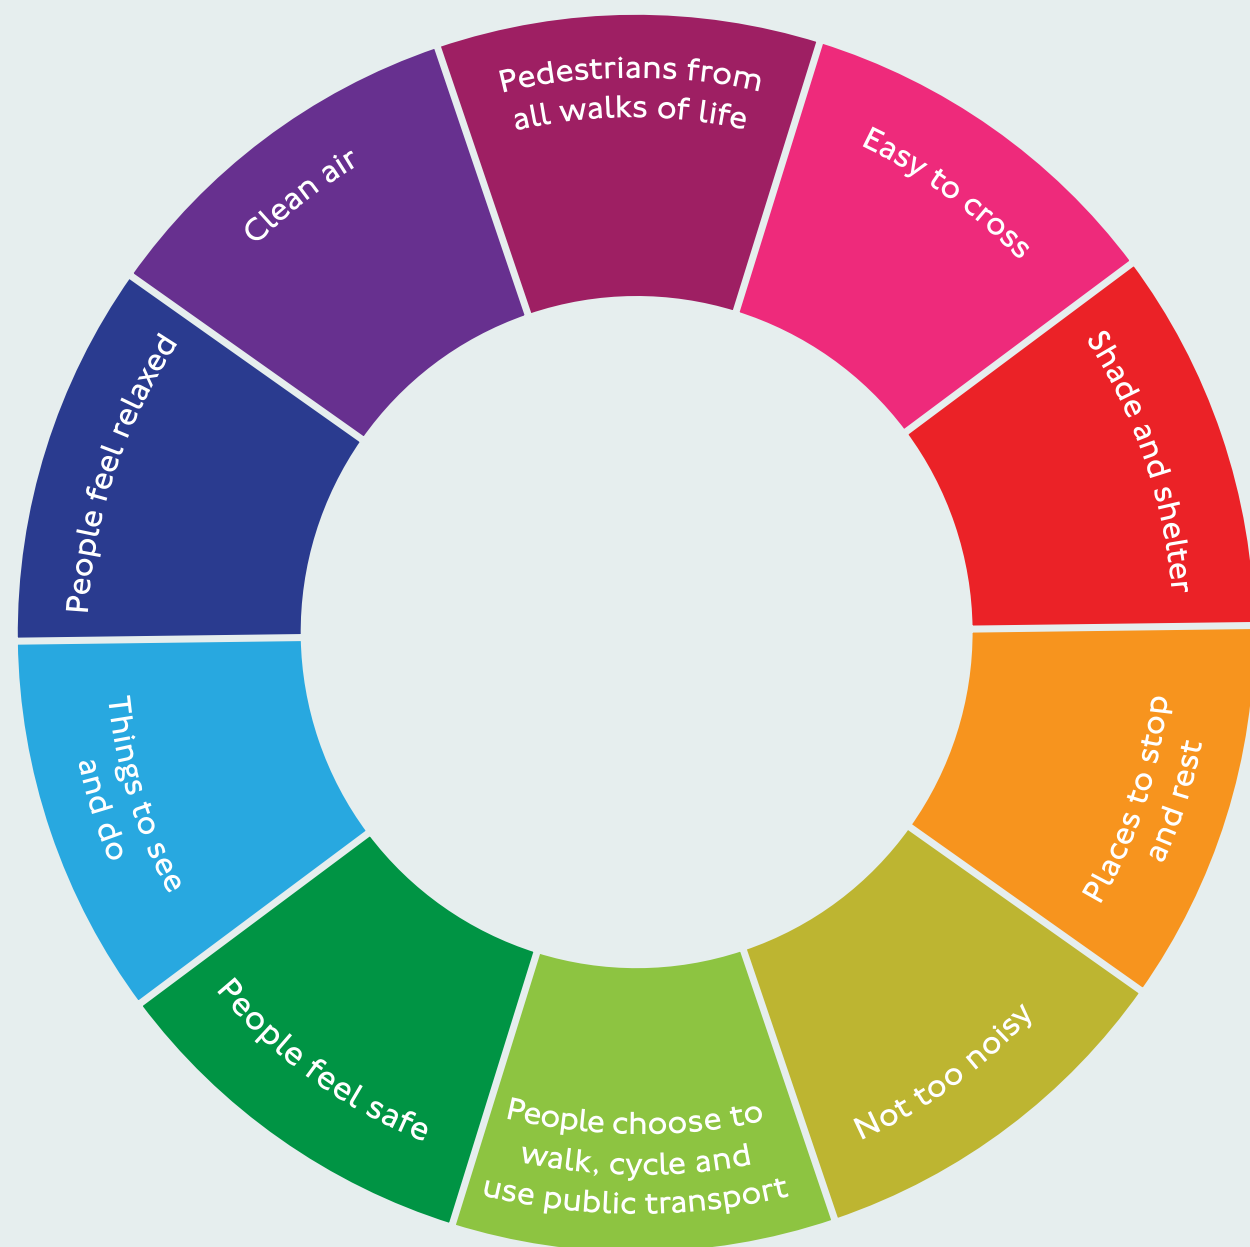 Pedestrians from
all walks of life
Easy to cross
Shade and shelter
Places to stop
and rest
Not too noisy
People choose to
walk, cycle and
use public transport
People feel safe
Things to see
and do
People feel relaxed
Clean air